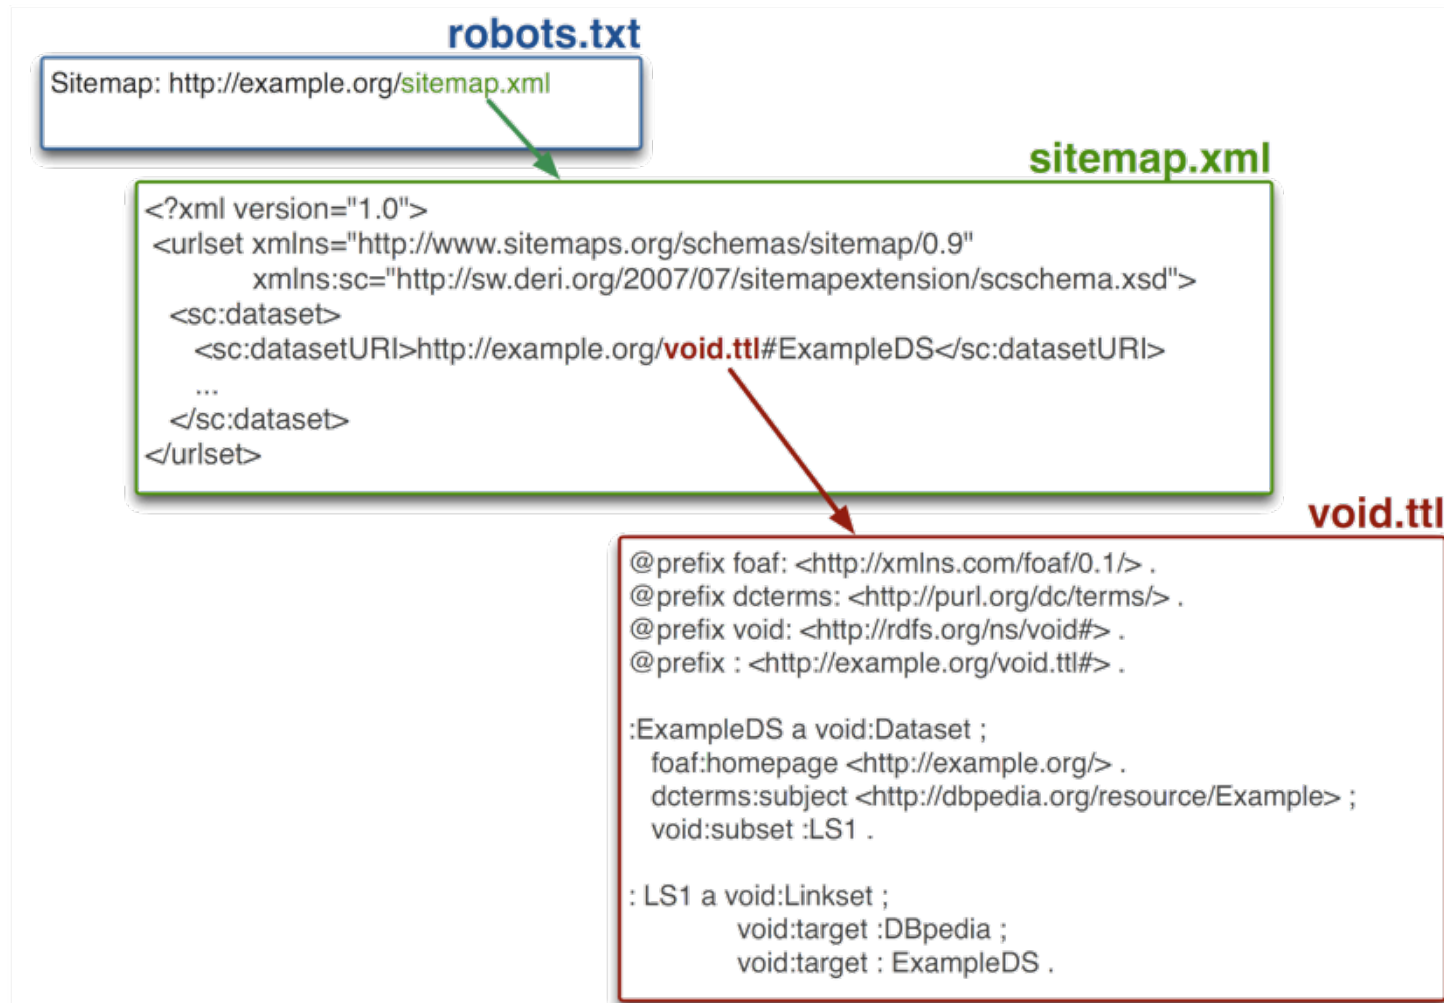 robots.txt
Sitemap: http://example.org/sitemap.xml
sitemap.xml
<?xml version="1.0">
<urlset xmlns="http://www.sitemaps.org/schemas/sitemap/0.9"
xmlns:sc="http://sw.deri.org/2007/07/sitemapextension/scschema.xsd">
<sc:dataset>
<sc:datasetURI>http://example.org/void.ttl#ExampleDS</sc:datasetURI>
...
</sc:dataset>
</urlset>
void.ttl
@prefix foaf: <http://xmlns.com/foaf/0.1/> .
@prefix dcterms: <http://purl.org/dc/terms/> .
@prefix void: <http://rdfs.org/ns/void#> .
@prefix : <http://example.org/void.ttl#> .
:ExampleDS a void:Dataset ;
foaf:homepage <http://example.org/> .
dcterms:subject <http://dbpedia.org/resource/Example> ;
void:subset :LS1 .
: LS1 a void:Linkset ;
void:target :DBpedia ;
void:target : ExampleDS .